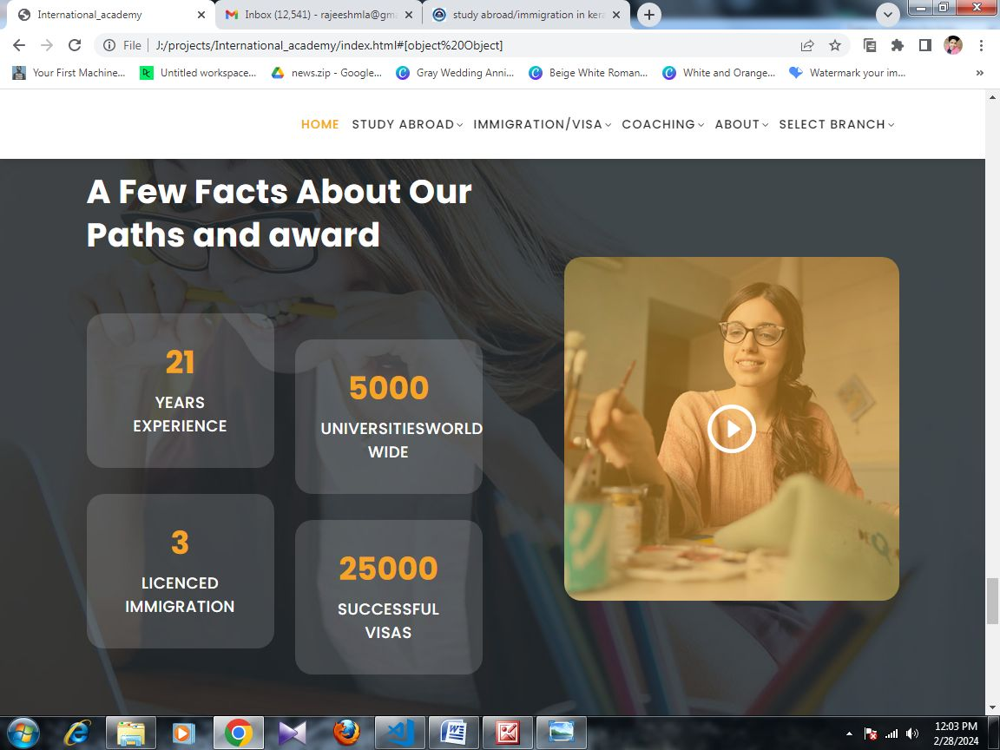 International_academy
Inbox (12,541) - rajeeshmla@gma
study abroad/immigration in kera
File
J:/projects/International_academy/index.html#[object%20Object]
Your First Machine...
Untitled workspace...
news.zip - Google...
Gray Wedding Anni...
Beige White Roman...
White and Orange...
Watermark your im...
»
HOME STUDY ABROAD IMMIGRATION/VISA COACHING ABOUT SELECT BRANCH
A Few Facts About Our
Paths and award
21
YEARS
EXPERIENCE
5000
UNIVERSITIESWORLD
WIDE
3
LICENCED
IMMIGRATION
25000
SUCCESSFUL
VISAS
12:03 PM
2/28/2024